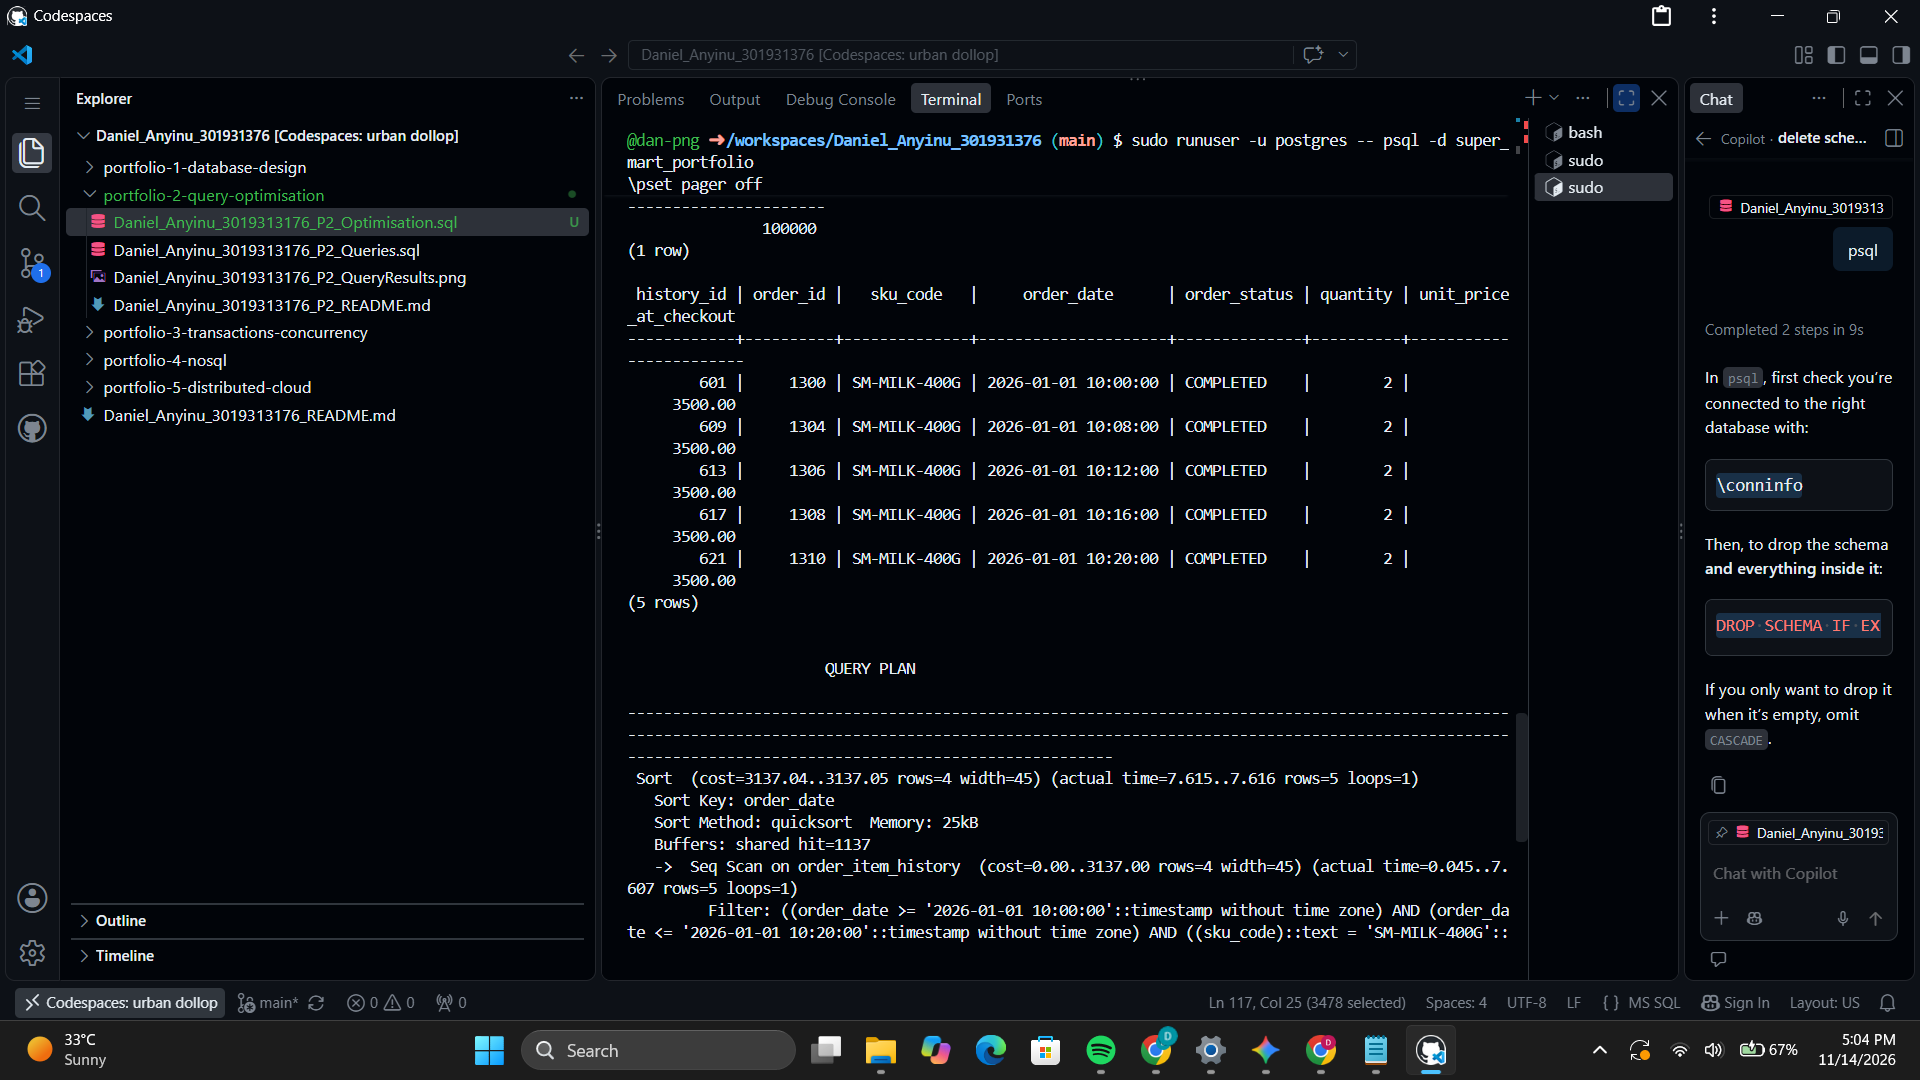 Codespaces
Daniel_Anyinu_301931376 [Codespaces: urban dollop]
Explorer
Daniel_Anyinu_301931376 [Codespaces: urban dollop]
portfolio-1-database-design
portfolio-2-query-optimisation
Daniel_Anyinu_3019313176_P2_Optimisation.sql U
Daniel_Anyinu_3019313176_P2_Queries.sql
Daniel_Anyinu_3019313176_P2_QueryResults.png
Daniel_Anyinu_3019313176_P2_README.md
portfolio-3-transactions-concurrency
portfolio-4-nosql
portfolio-5-distributed-cloud
Daniel_Anyinu_3019313176_README.md
Outline
Timeline
1
Problems Output Debug Console Terminal Ports
@dan-png ➜/workspaces/Daniel_Anyinu_301931376 (main) $ sudo runuser -u postgres -- psql -d super_
mart_portfolio
\pset pager off
----------------------
100000
(1 row)
history_id | order_id | sku_code | order_date | order_status | quantity | unit_price
_at_checkout
------------+----------+--------------+---------------------+--------------+----------+-----------
-------------
601 | 1300 | SM-MILK-400G | 2026-01-01 10:00:00 | COMPLETED | 2 |
3500.00
609 | 1304 | SM-MILK-400G | 2026-01-01 10:08:00 | COMPLETED | 2 |
3500.00
613 | 1306 | SM-MILK-400G | 2026-01-01 10:12:00 | COMPLETED | 2 |
3500.00
617 | 1308 | SM-MILK-400G | 2026-01-01 10:16:00 | COMPLETED | 2 |
3500.00
621 | 1310 | SM-MILK-400G | 2026-01-01 10:20:00 | COMPLETED | 2 |
3500.00
(5 rows)
QUERY PLAN
--------------------------------------------------------------------------------------------------
--------------------------------------------------------------------------------------------------
------------------------------------------------------
Sort (cost=3137.04..3137.05 rows=4 width=45) (actual time=7.615..7.616 rows=5 loops=1)
Sort Key: order_date
Sort Method: quicksort Memory: 25kB
Buffers: shared hit=1137
-> Seq Scan on order_item_history (cost=0.00..3137.00 rows=4 width=45) (actual time=0.045..7.
607 rows=5 loops=1)
Filter: ((order_date >= '2026-01-01 10:00:00'::timestamp without time zone) AND (order_da
te <= '2026-01-01 10:20:00'::timestamp without time zone) AND ((sku_code)::text = 'SM-MILK-400G'::
bash
sudo
sudo
Chat
Copilot · delete sche...
Daniel_Anyinu_3019313
psql
Completed 2 steps in 9s
In psql, first check you're
connected to the right
database with:
\conninfo
Then, to drop the schema
and everything inside it:
DROP SCHEMA IF EX
If you only want to drop it
when it's empty, omit
CASCADE.
Daniel_Anyinu_30193
Chat with Copilot
Codespaces: urban dollop main* 0 0 0 Ln 117, Col 25 (3478 selected) Spaces: 4 UTF-8 LF {} MS SQL Sign In Layout: US
33°C
Sunny
Search
D
D
67%
5:04 PM
11/14/2026